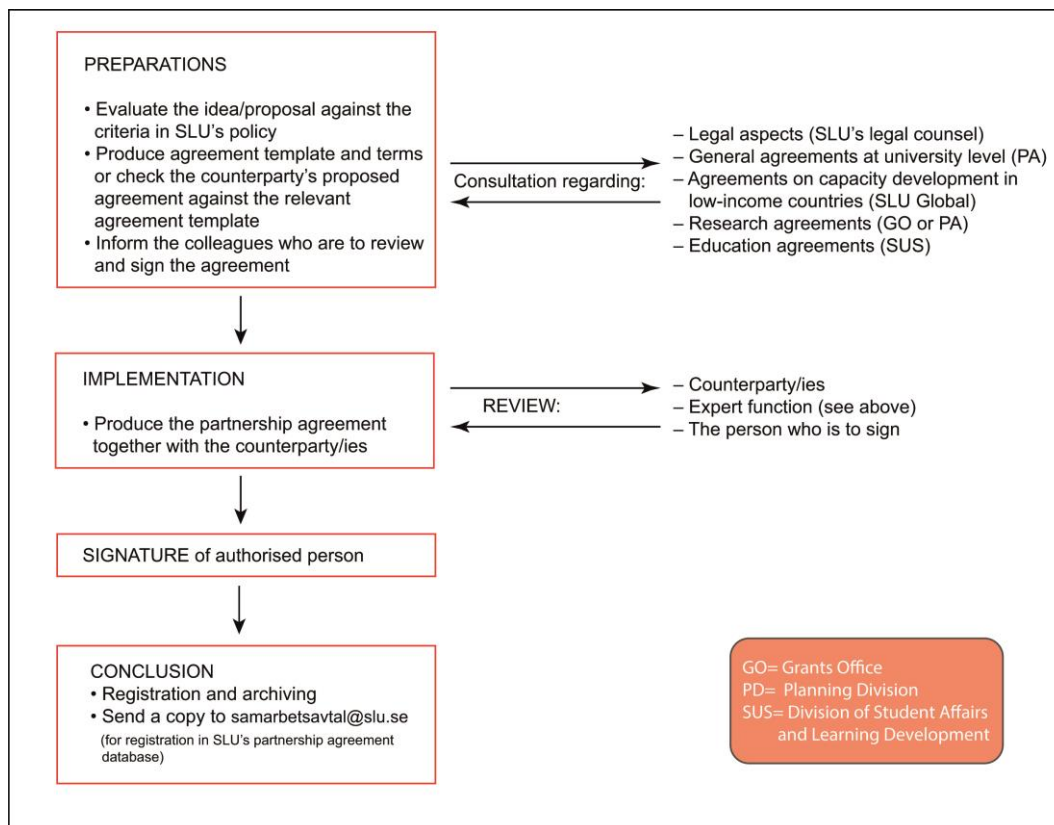 PREPARATIONS
• Evaluate the idea/proposal against the
criteria in SLU's policy
• Produce agreement template and terms
or check the counterparty's proposed
agreement against the relevant
agreement template
• Inform the colleagues who are to review
and sign the agreement
Consultation regarding:
– Legal aspects (SLU's legal counsel)
– General agreements at university level (PA)
– Agreements on capacity development in
low-income countries (SLU Global)
– Research agreements (GO or PA)
– Education agreements (SUS)
IMPLEMENTATION
• Produce the partnership agreement
together with the counterparty/ies
REVIEW:
– Counterparty/ies
– Expert function (see above)
– The person who is to sign
SIGNATURE of authorised person
CONCLUSION
• Registration and archiving
• Send a copy to samarbetsavtal@slu.se
(for registration in SLU's partnership agreement
database)
GO= Grants Office
PD= Planning Division
SUS= Division of Student Affairs
and Learning Development